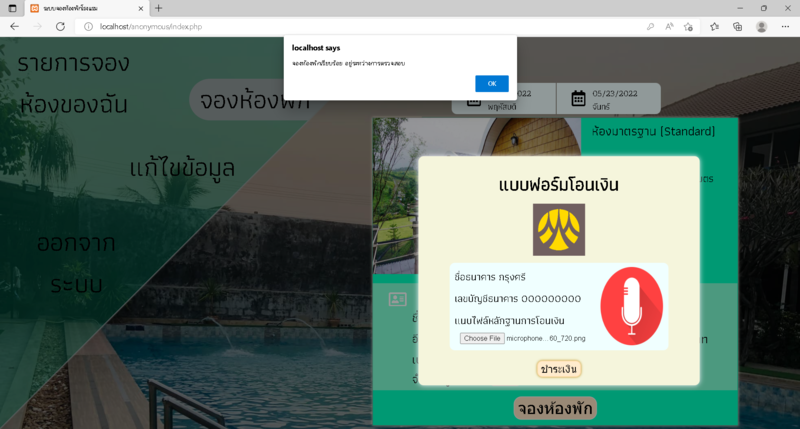 ระบบจองห้องพักโรงแรม
localhost/anonymous/index.php
localhost says
จองห้องพักเรียบร้อย อยู่ระหว่างการตรวจสอบ
OK
รายการจอง
ห้องของฉัน
จองห้องพัก
แก้ไขข้อมูล
ออกจาก
ระบบ
2022
พฤหัสบดี
05/23/2022
จันทร์
ห้องมาตรฐาน [Standard]
แบบฟอร์มโอนเงิน
ชื่อธนาคาร กรุงศรี
เลขบัญชีธนาคาร 000000000
แนบไฟล์หลักฐานการโอนเงิน
Choose File microphone...60_720.png
ชำระเงิน
จองห้องพัก